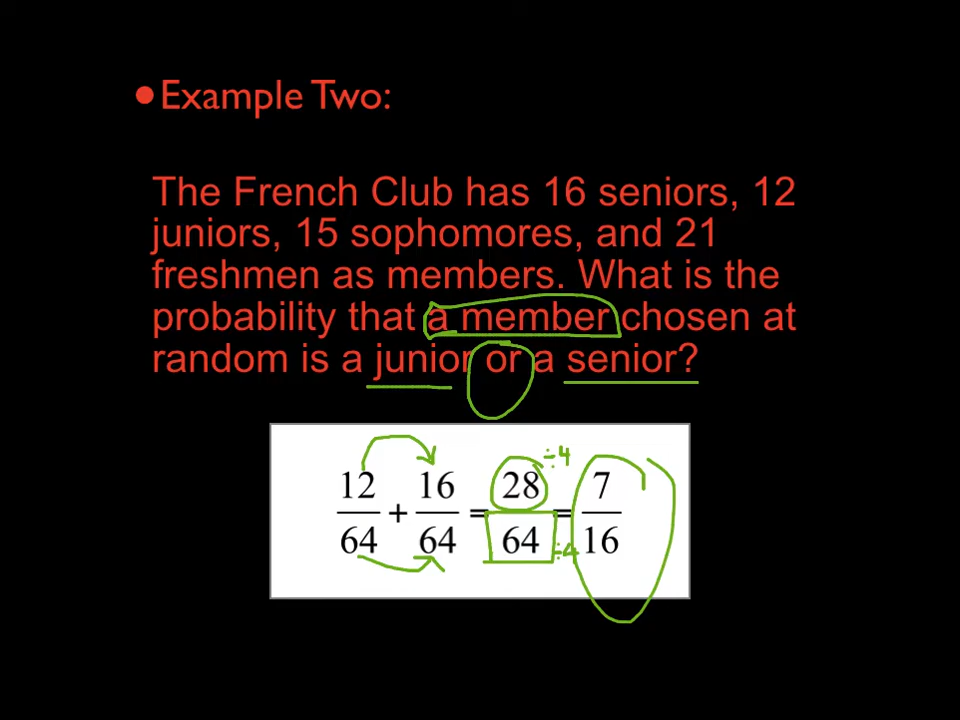 •Example Two:
The French Club has 16 seniors, 12
juniors, 15 sophomores, and 21
freshmen as members. What is the
probability that a member chosen at
random is a junior or a senior?
12/64 + 16/64 = 28/64 = 7/16
÷4
÷4